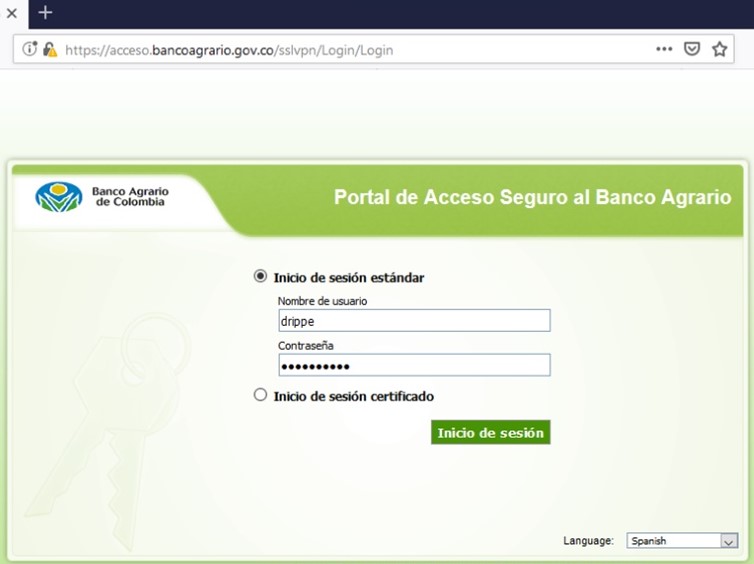 https://acceso.bancoagrario.gov.co/sslvpn/Login/Login
Banco Agrario
de Colombia
Portal de Acceso Seguro al Banco Agrario
Inicio de sesión estándar
Nombre de usuario
drippe
Contraseña
••••••••••
Inicio de sesión certificado
Inicio de sesión
Language: Spanish